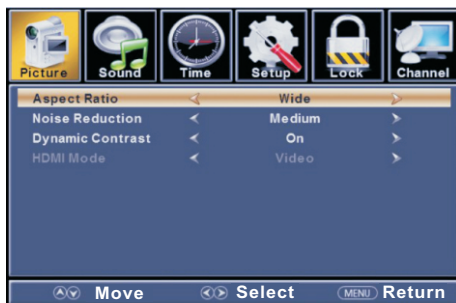 Picture Sound Time Setup Lock Channel
Aspect Ratio Wide
Noise Reduction Medium
Dynamic Contrast On
HDMI Mode Video
Move Select MENU Return